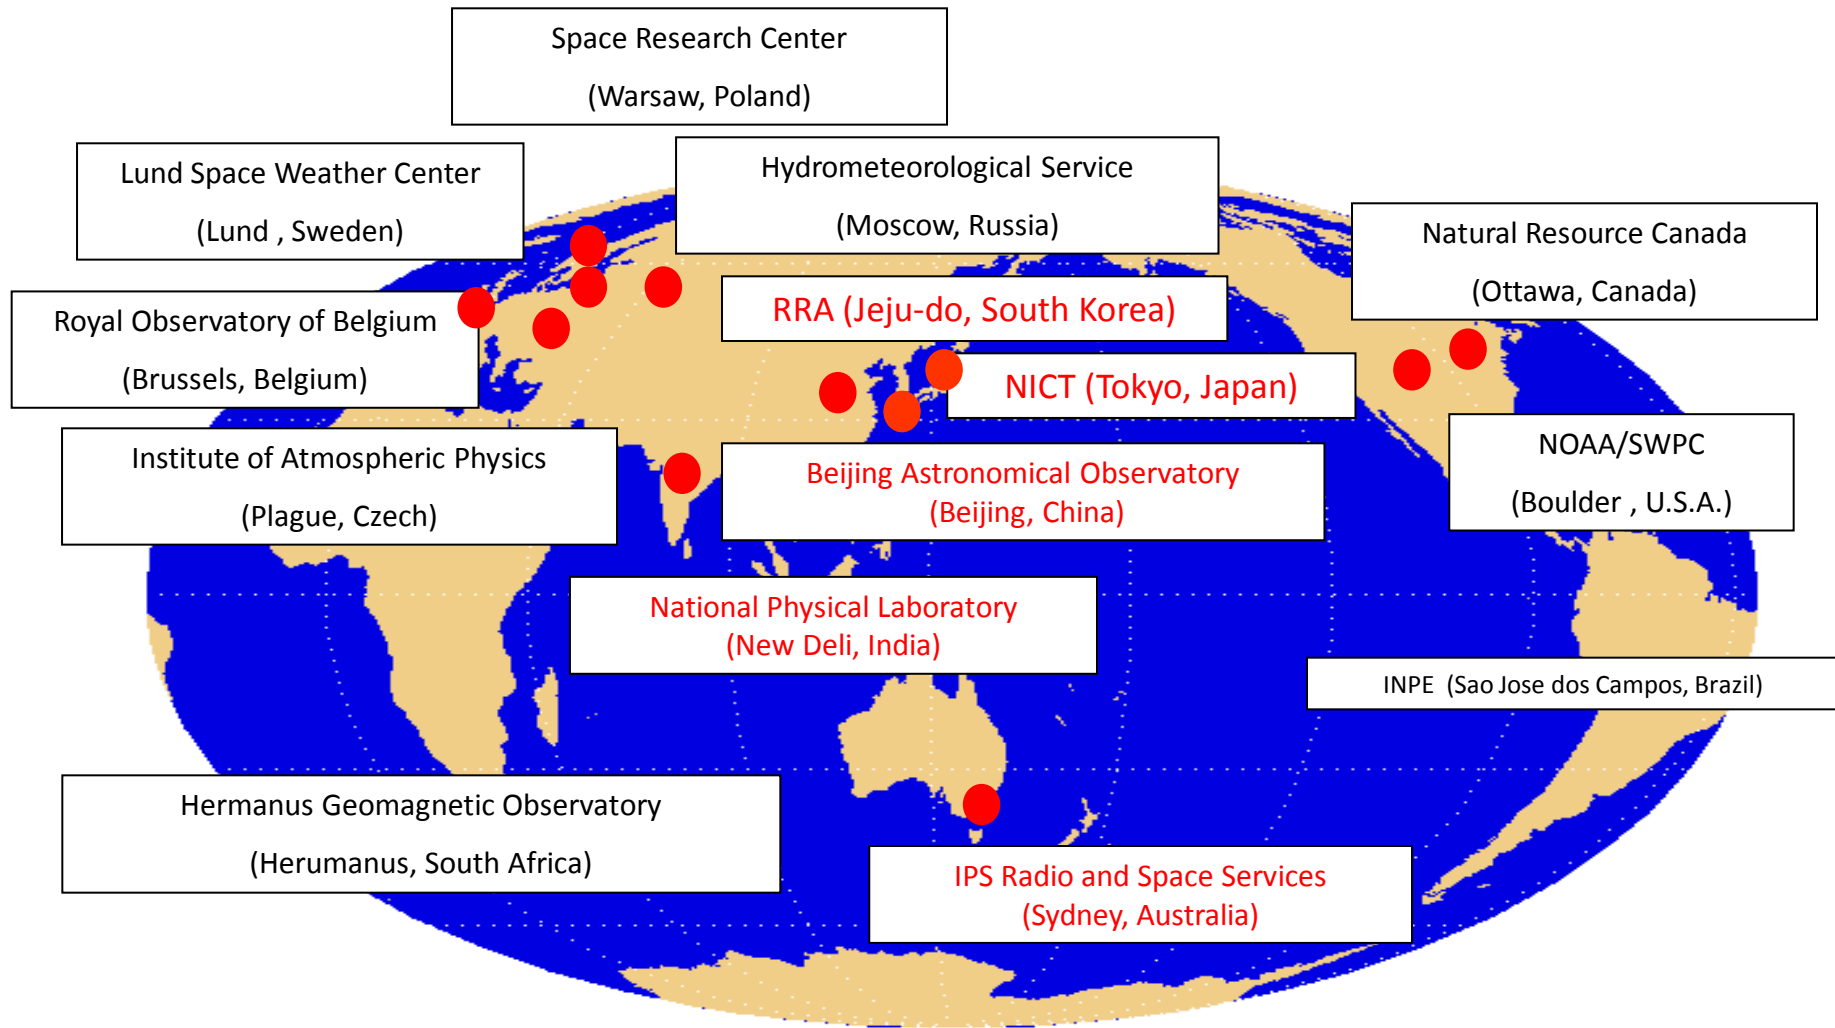 Space Research Center
(Warsaw, Poland)
Lund Space Weather Center
(Lund , Sweden)
Hydrometeorological Service
(Moscow, Russia)
Natural Resource Canada
(Ottawa, Canada)
Royal Observatory of Belgium
(Brussels, Belgium)
RRA (Jeju-do, South Korea)
NICT (Tokyo, Japan)
Institute of Atmospheric Physics
(Plague, Czech)
Beijing Astronomical Observatory
(Beijing, China)
NOAA/SWPC
(Boulder , U.S.A.)
National Physical Laboratory
(New Deli, India)
INPE (Sao Jose dos Campos, Brazil)
Hermanus Geomagnetic Observatory
(Herumanus, South Africa)
IPS Radio and Space Services
(Sydney, Australia)